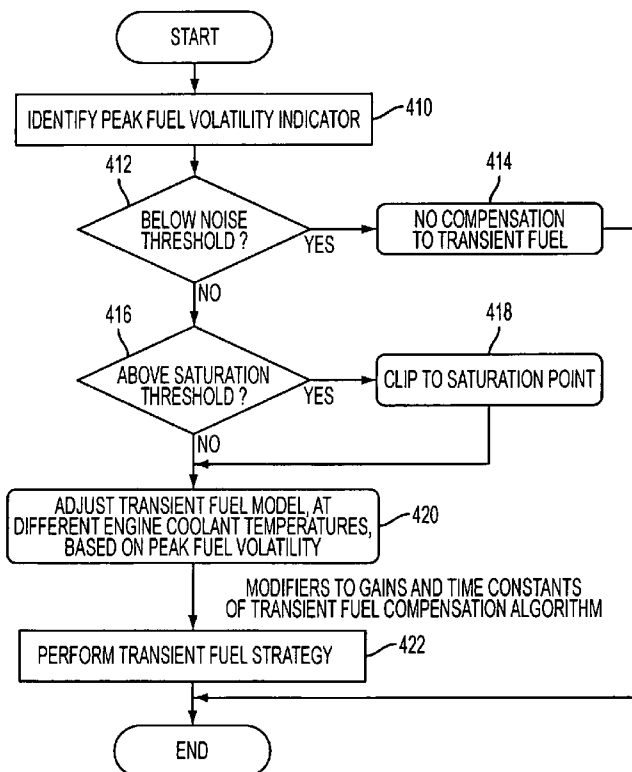 START
IDENTIFY PEAK FUEL VOLATILITY INDICATOR
410
412
BELOW NOISE
THRESHOLD ?
YES
414
NO COMPENSATION
TO TRANSIENT FUEL
NO
416
ABOVE SATURATION
THRESHOLD ?
YES
418
CLIP TO SATURATION POINT
NO
ADJUST TRANSIENT FUEL MODEL, AT
DIFFERENT ENGINE COOLANT TEMPERATURES,
BASED ON PEAK FUEL VOLATILITY
420
MODIFIERS TO GAINS AND TIME CONSTANTS
OF TRANSIENT FUEL COMPENSATION ALGORITHM
PERFORM TRANSIENT FUEL STRATEGY
422
END